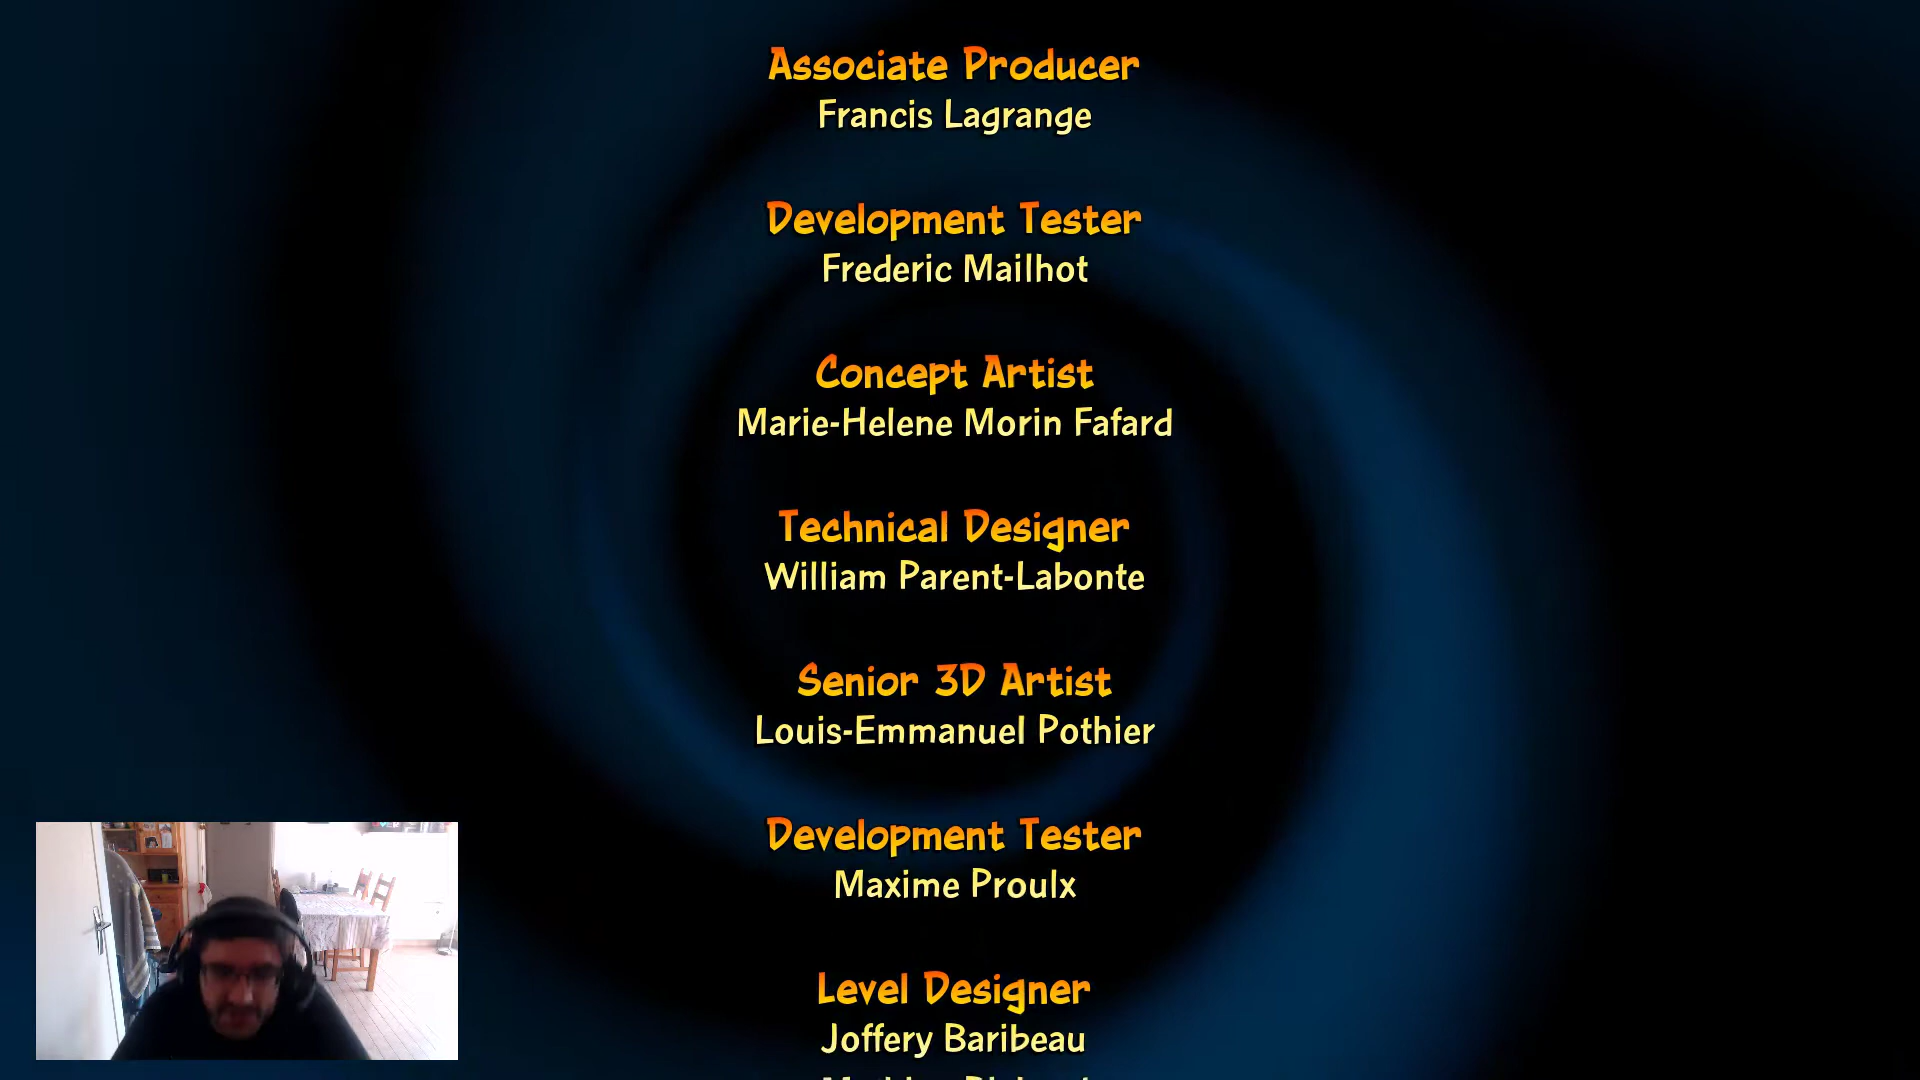 Associate Producer
Francis Lagrange
Development Tester
Frederic Mailhot
Concept Artist
Marie-Helene Morin Fafard
Technical Designer
William Parent-Labonte
Senior 3D Artist
Louis-Emmanuel Pothier
Development Tester
Maxime Proulx
Level Designer
Joffery Baribeau